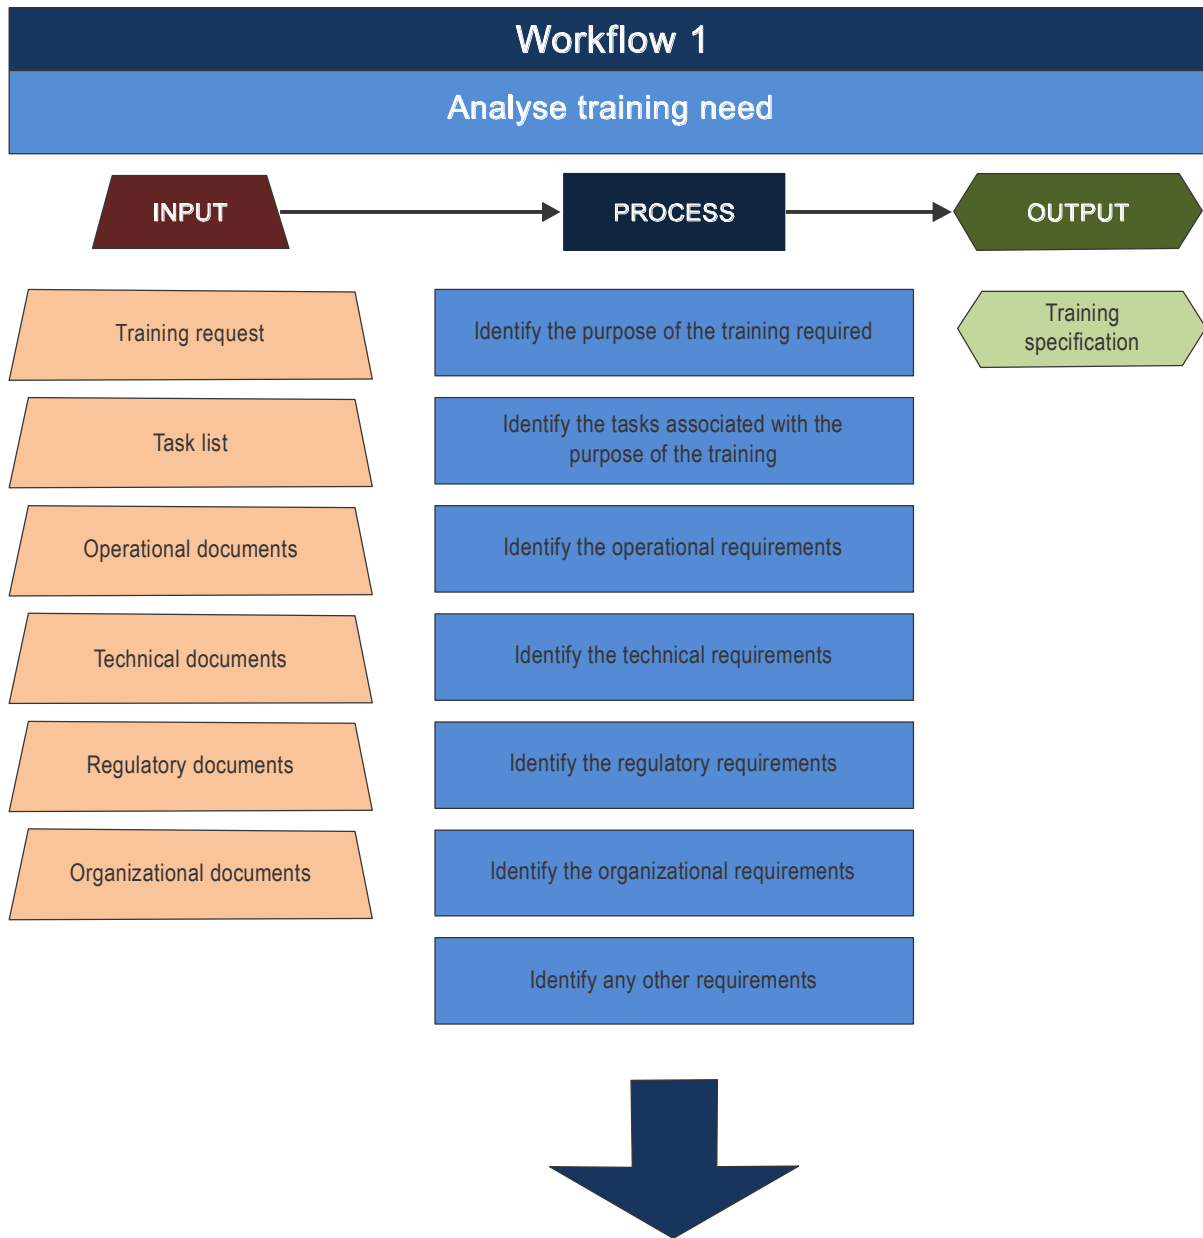 Workflow 1
Analyse training need
INPUT
PROCESS
OUTPUT
Training request
Identify the purpose of the training required
Training
specification
Task list
Identify the tasks associated with the
purpose of the training
Operational documents
Identify the operational requirements
Technical documents
Identify the technical requirements
Regulatory documents
Identify the regulatory requirements
Organizational documents
Identify the organizational requirements
Identify any other requirements